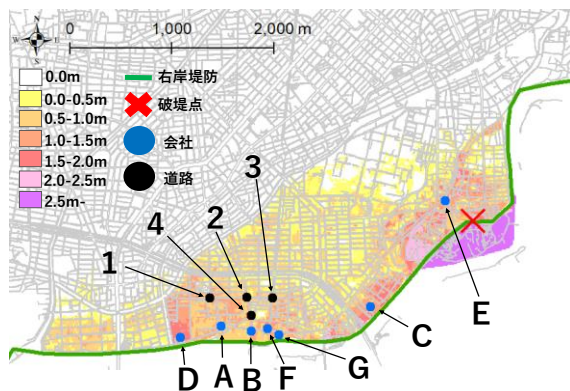 N
W
E
S
0
1,000
2,000 m
0.0m
0.0-0.5m
0.5-1.0m
1.0-1.5m
1.5-2.0m
2.0-2.5m
2.5m-
右岸堤防
破堤点
会社
道路
3
2
4
1
E
C
D
A
B
F
G